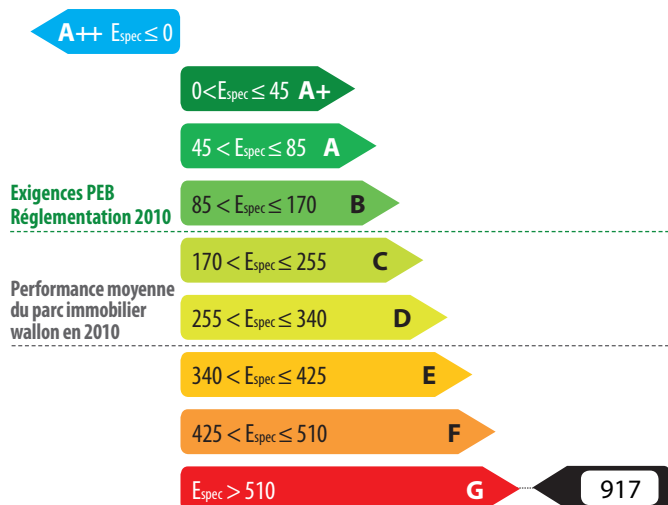 A++ Espec ≤ 0
0<Espec ≤ 45 A+
45 < Espec ≤ 85 A
Exigences PEB
Réglementation 2010
85 < Espec ≤ 170 B
170 < Espec ≤ 255 C
Performance moyenne
du parc immobilier
wallon en 2010
255 < Espec ≤ 340 D
340 < Espec ≤ 425 E
425 < Espec ≤ 510 F
Espec > 510 G 917